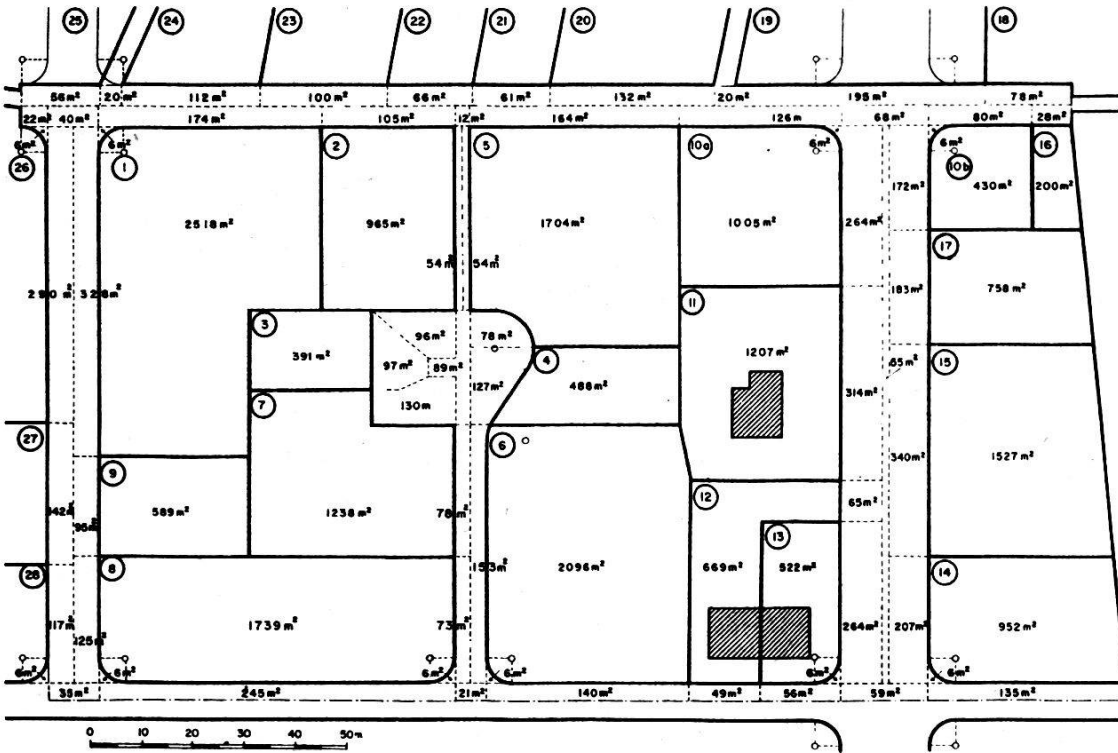 25 24 23 22 21 20 19 18
56m² 20m² 112m² 100m² 66m² 61m² 132m² 20m² 195m² 78m²
22m² 40m² 174m² 105m² 12m² 164m² 126m 68m² 80m² 28m²
6m² 6m² 6m² 6m²
26 1 2 5 10a 10b 16
172m² 430m² 200m²
2518m² 965m² 1704m² 1005m² 264m²
17
54m² 54m²
290m² 183m² 758m²
11
3 96m² 78m²
391m² 97m² 89m² 4 1207m² 15
7 127m² 488m² 314m²
130m
27 6
9 340m² 1527m²
12 65m²
589m² 1238m² 78m²
13
28 8 153m² 2096m² 669m² 522m² 14
117m² 125m² 1739m² 73m² 264m² 207m² 952m²
6m² 6m² 6m² 6m² 6m²
245m² 21m² 140m² 49m² 56m² 59m² 135m²
0 10 20 30 40 50m